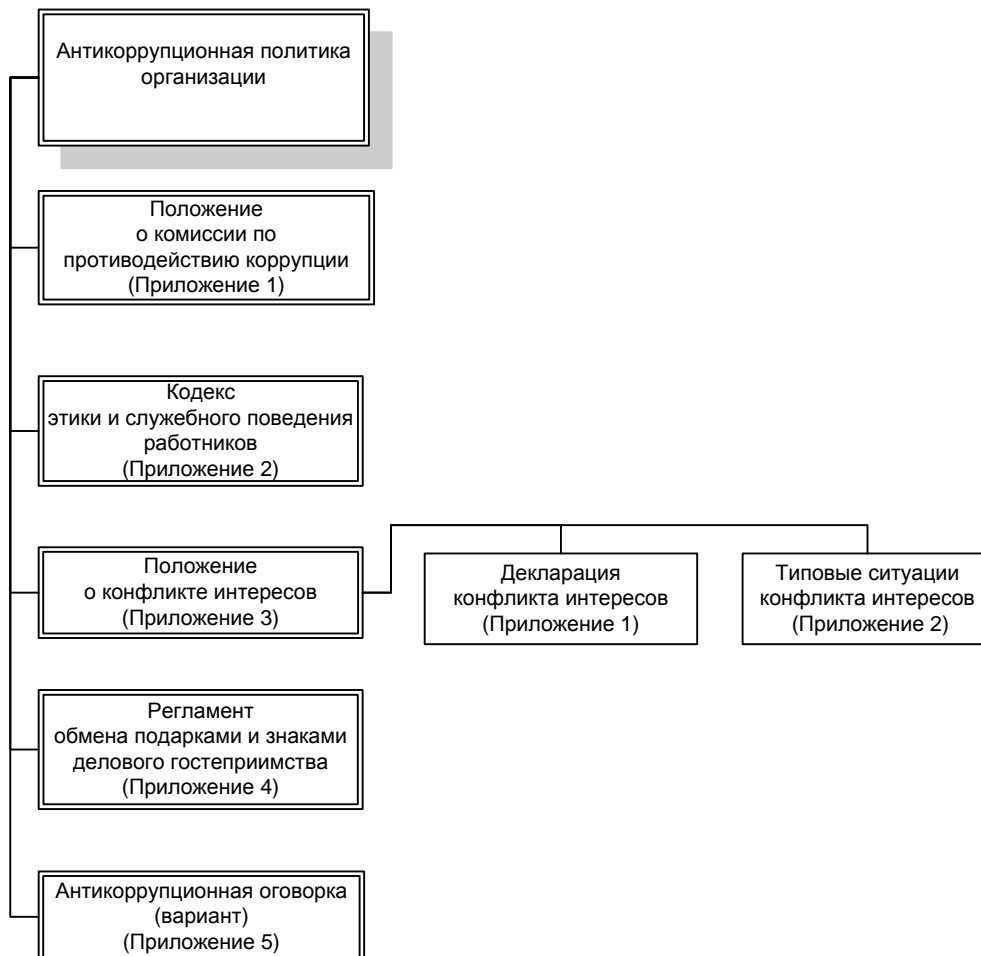 Антикоррупционная политика
организации
Положение
о комиссии по
противодействию коррупции
(Приложение 1)
Кодекс
этики и служебного поведения
работников
(Приложение 2)
Положение
о конфликте интересов
(Приложение 3)
Декларация
конфликта интересов
(Приложение 1)
Типовые ситуации
конфликта интересов
(Приложение 2)
Регламент
обмена подарками и знаками
делового гостеприимства
(Приложение 4)
Антикоррупционная оговорка
(вариант)
(Приложение 5)